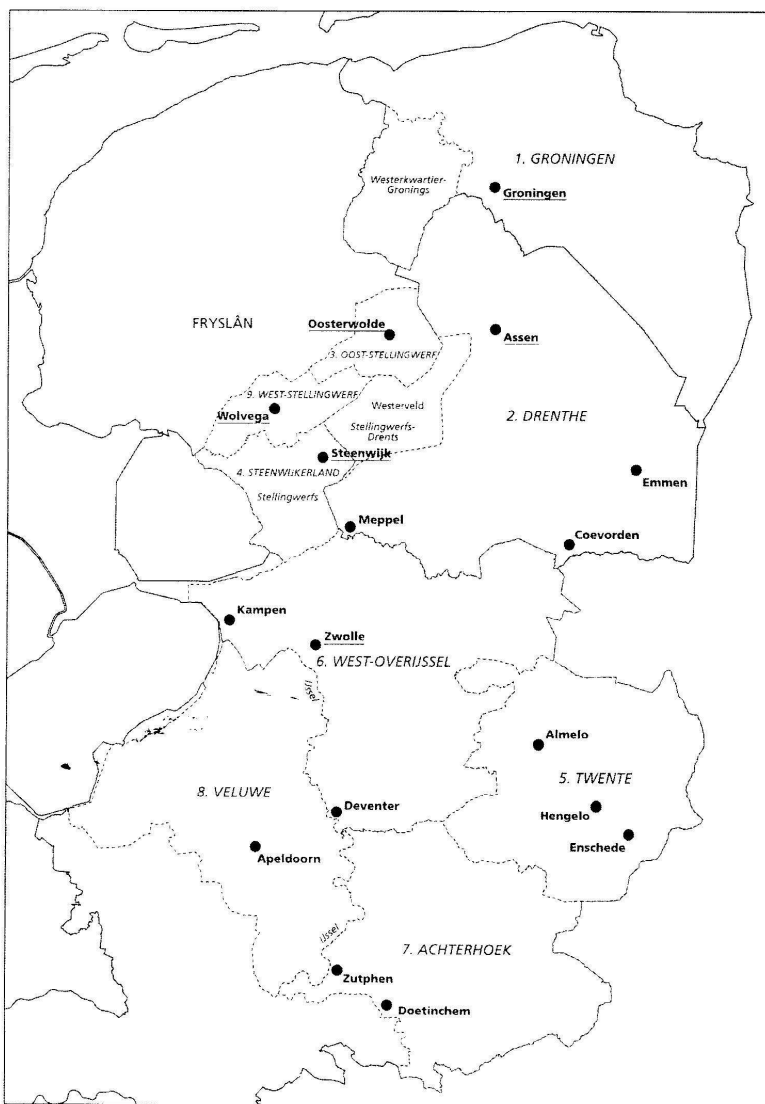 1. GRONINGEN
Westerkwartier-
Gronings
Groningen
FRYSLÂN
Oosterwolde
Assen
3. OOST-STELLINGWERF
9. WEST-STELLINGWERF
Wolvega
Westerveld
Stellingwerfs-
Drents
2. DRENTHE
Steenwijk
4. STEENWIJKERLAND
Stellingwerfs
Emmen
Meppel
Coevorden
Kampen
Zwolle
6. WEST-OVERIJSSEL
IJssel
Almelo
5. TWENTE
8. VELUWE
Deventer
Hengelo
Enschede
Apeldoorn
IJssel
7. ACHTERHOEK
Zutphen
Doetinchem